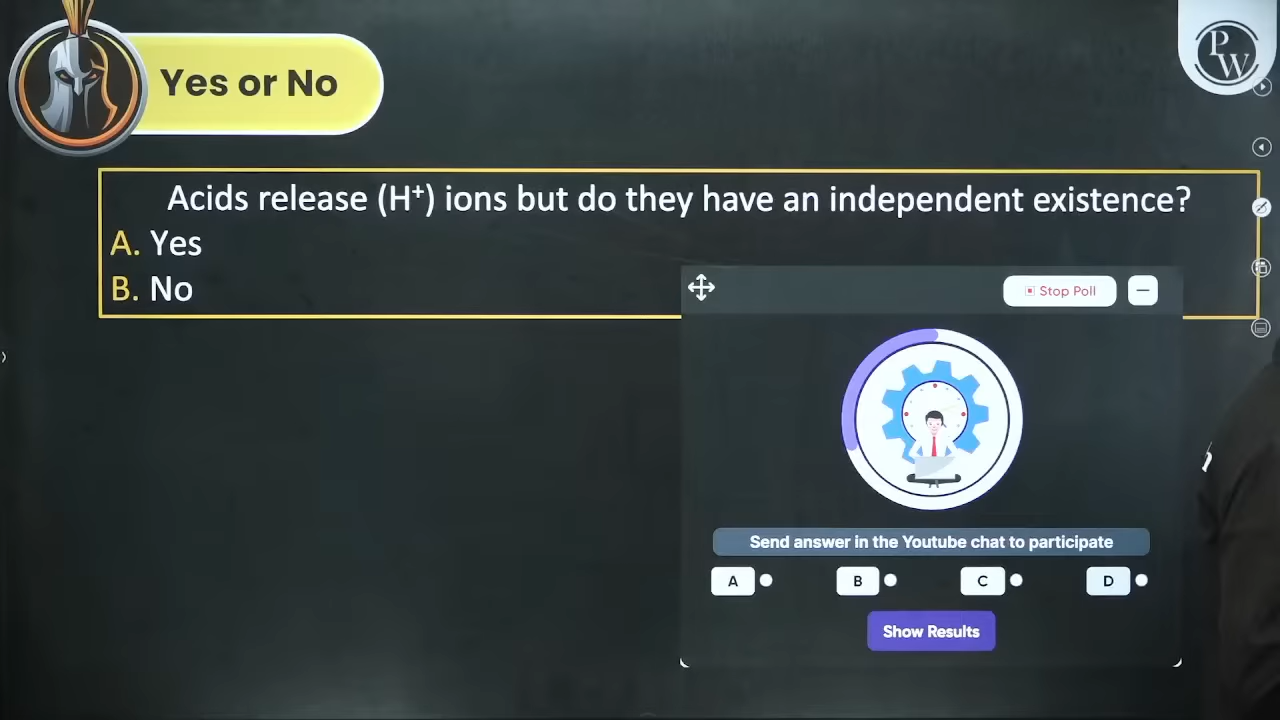 Yes or No
PW
Acids release (H⁺) ions but do they have an independent existence?
A. Yes
B. No
Stop Poll
Send answer in the Youtube chat to participate
A
B
C
D
Show Results